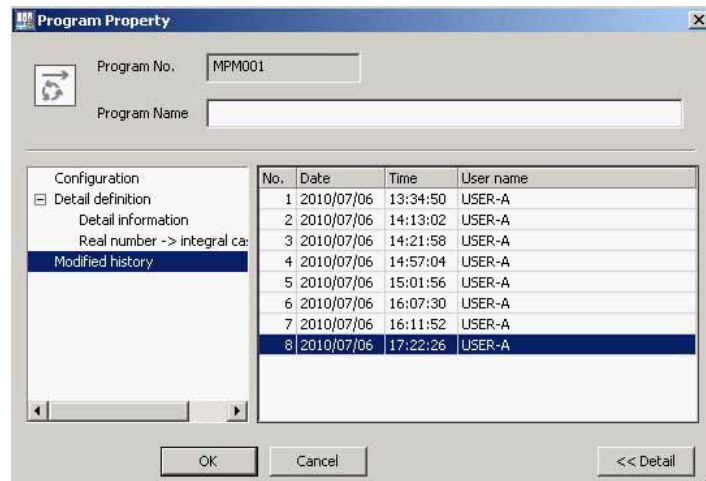 Program Property
Program No. MPM001
Program Name
Configuration
Detail definition
Detail information
Real number -> integral ca
Modified history
No. Date Time User name
1 2010/07/06 13:34:50 USER-A
2 2010/07/06 14:13:02 USER-A
3 2010/07/06 14:21:58 USER-A
4 2010/07/06 14:57:04 USER-A
5 2010/07/06 15:01:56 USER-A
6 2010/07/06 16:07:30 USER-A
7 2010/07/06 16:11:52 USER-A
8 2010/07/06 17:22:26 USER-A
OK Cancel << Detail